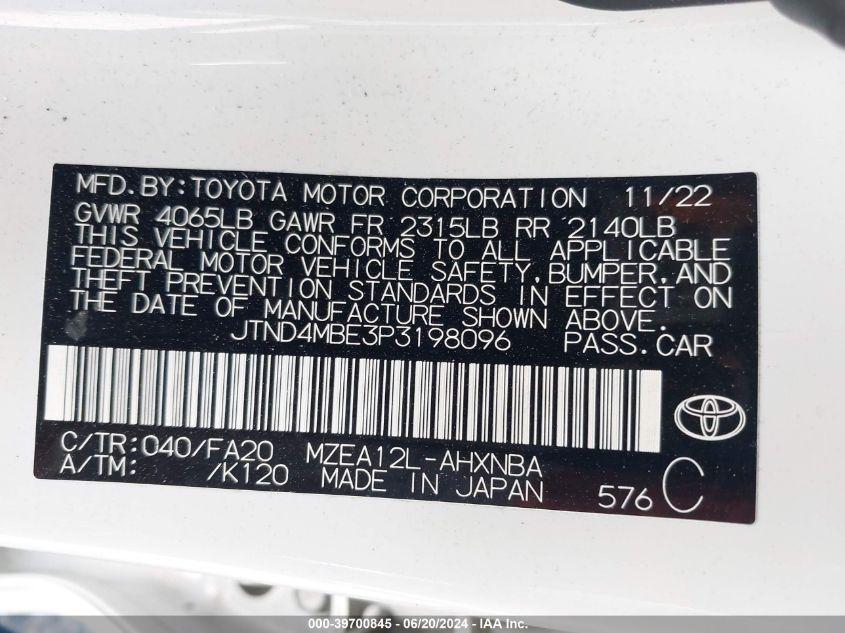 MFD. BY: TOYOTA MOTOR CORPORATION 11/22
GVWR 4065LB GAWR FR 2315LB RR 2140LB
THIS VEHICLE CONFORMS TO ALL APPLICABLE
FEDERAL MOTOR VEHICLE SAFETY, BUMPER, AND
THEFT PREVENTION STANDARDS IN EFFECT ON
THE DATE OF MANUFACTURE SHOWN ABOVE.
JTND4MBE3P3198096 PASS. CAR
C/TR: 040/FA20 MZEA12L-AHXNBA
A/TM: /K120 MADE IN JAPAN 576 C
000-39700845 - 06/20/2024 - IAA Inc.